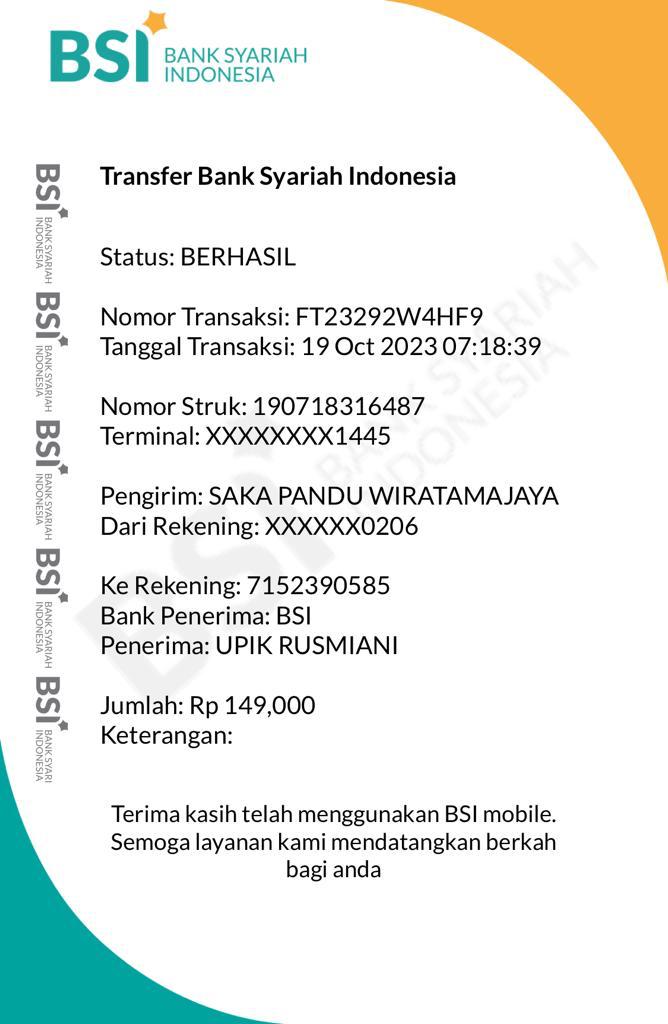 BSI BANK SYARIAH
INDONESIA
Transfer Bank Syariah Indonesia
Status: BERHASIL
Nomor Transaksi: FT23292W4HF9
Tanggal Transaksi: 19 Oct 2023 07:18:39
Nomor Struk: 190718316487
Terminal: XXXXXXXX1445
Pengirim: SAKA PANDU WIRATAMAJAYA
Dari Rekening: XXXXXX0206
Ke Rekening: 7152390585
Bank Penerima: BSI
Penerima: UPIK RUSMIANI
Jumlah: Rp 149,000
Keterangan:
Terima kasih telah menggunakan BSI mobile.
Semoga layanan kami mendatangkan berkah
bagi anda
BSI BANK SYARIAH
INDONESIA
BSI BANK SYARIAH
INDONESIA
BSI BANK SYARIAH
INDONESIA
BSI BANK SYARIAH
INDONESIA
BSI BANK SYARI
INDONESIA
BSI BANK SYARIAH
INDONESIA